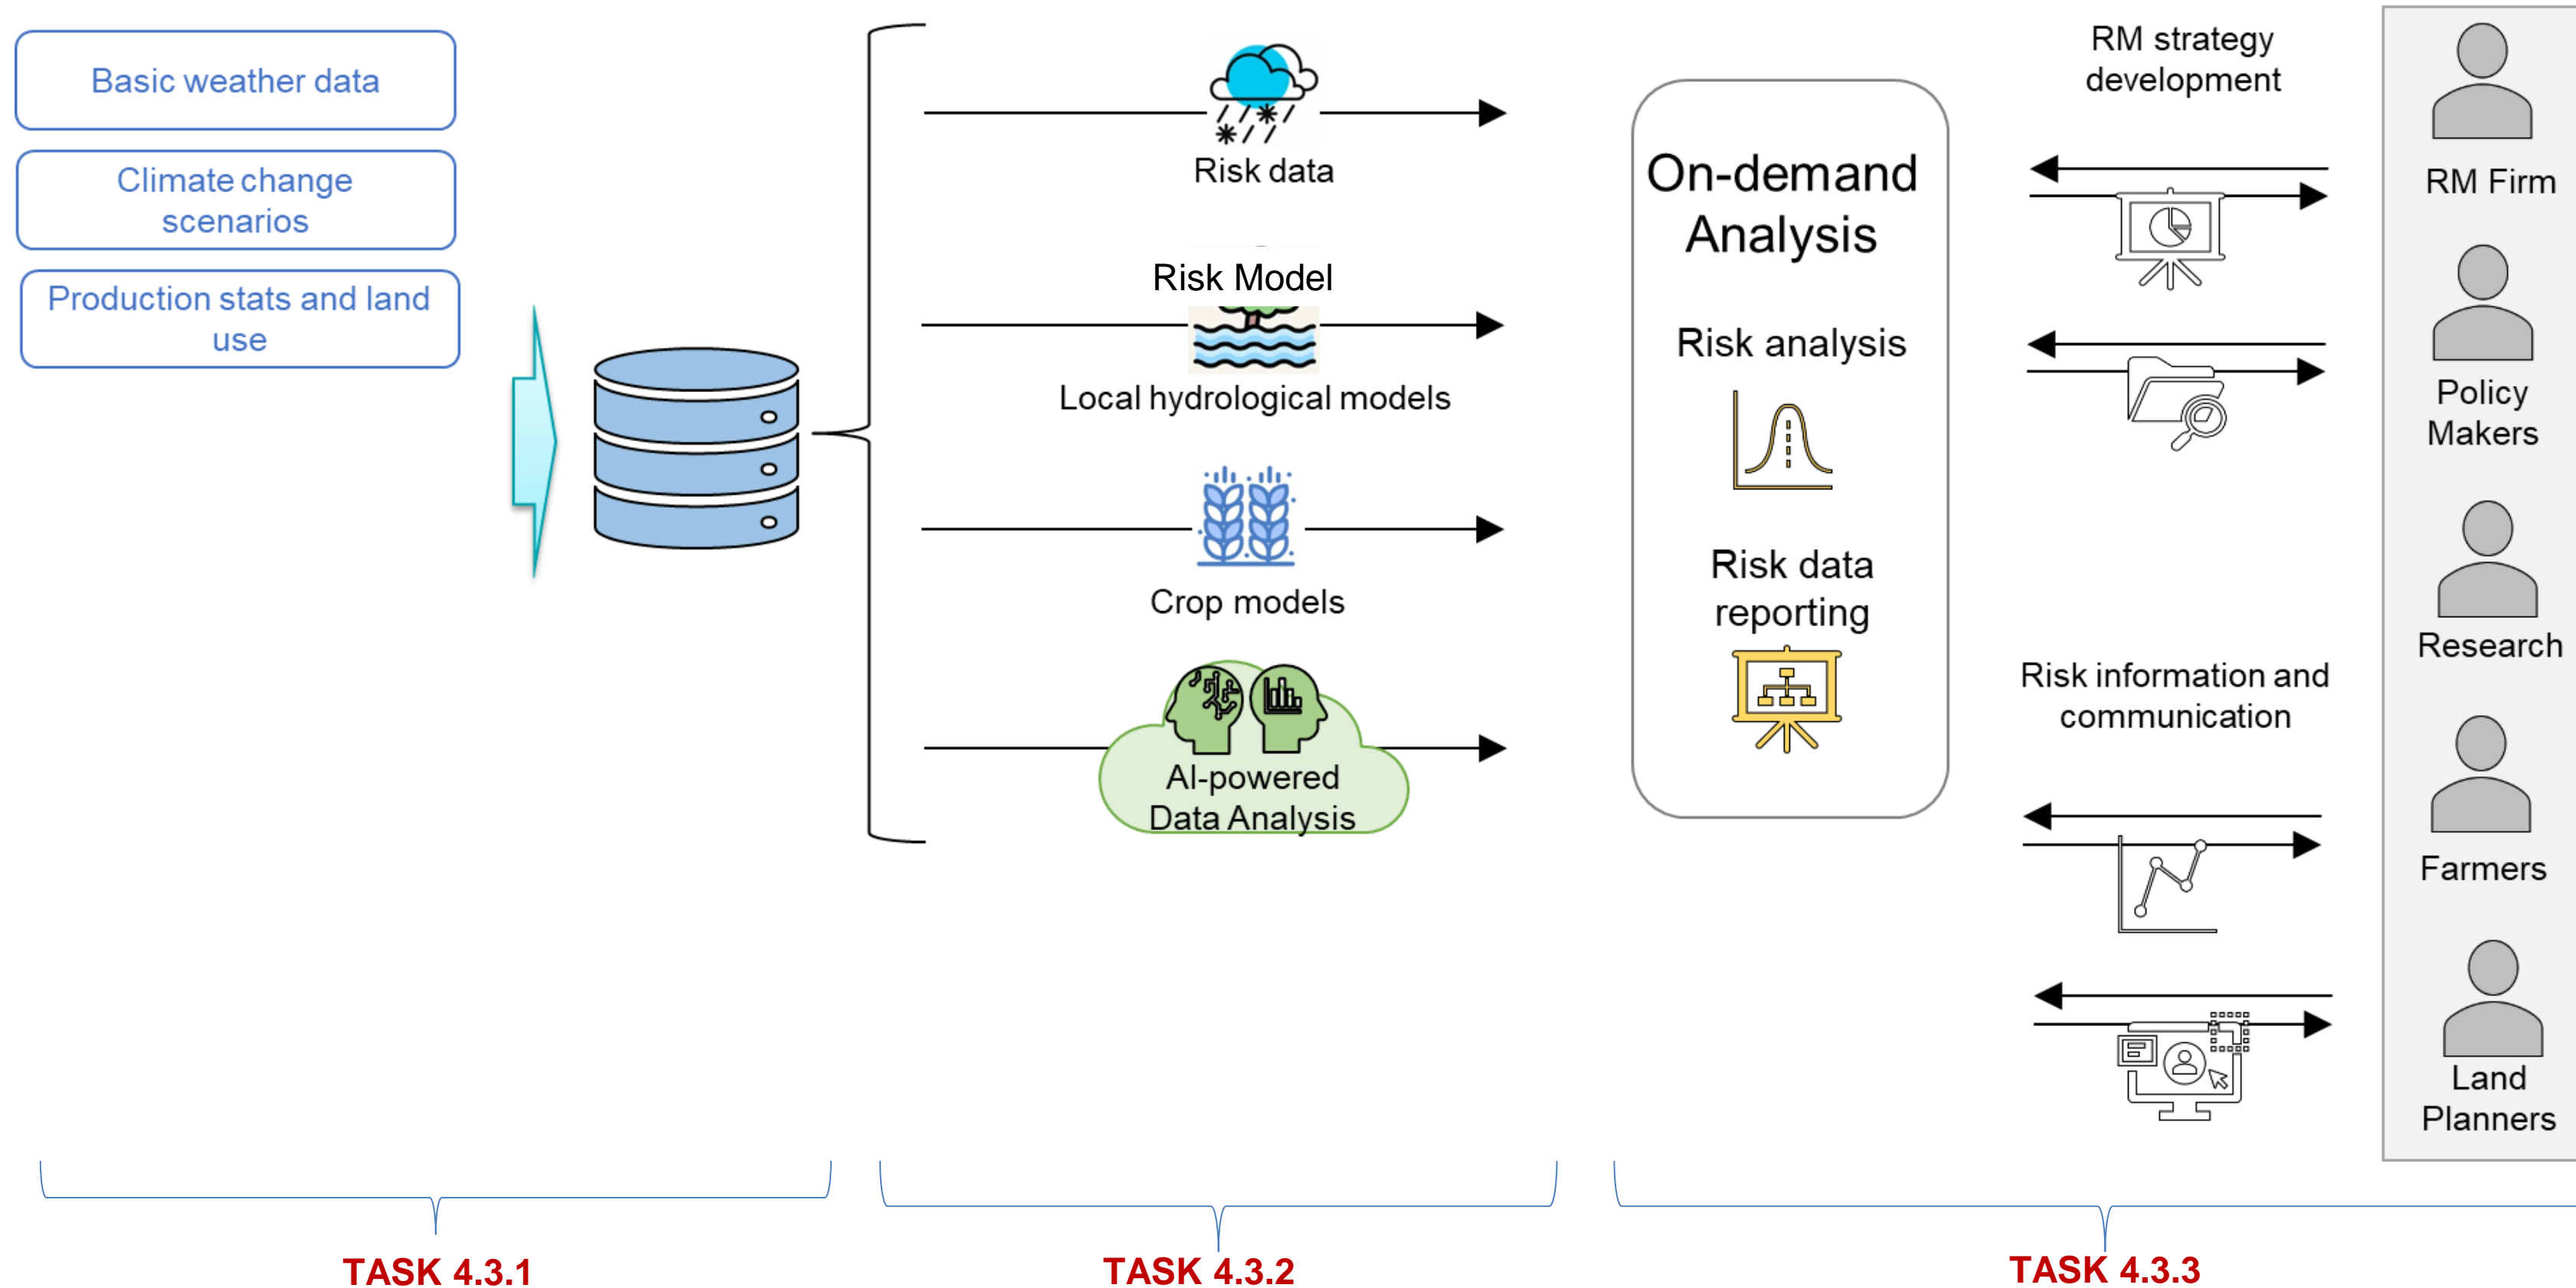 Basic weather data
Climate change
scenarios
Production stats and land
use
Risk data
Risk Model
Local hydrological models
Crop models
AI-powered
Data Analysis
On-demand
Analysis
Risk analysis
Risk data
reporting
RM strategy
development
Risk information and
communication
RM Firm
Policy
Makers
Research
Farmers
Land
Planners
TASK 4.3.1
TASK 4.3.2
TASK 4.3.3